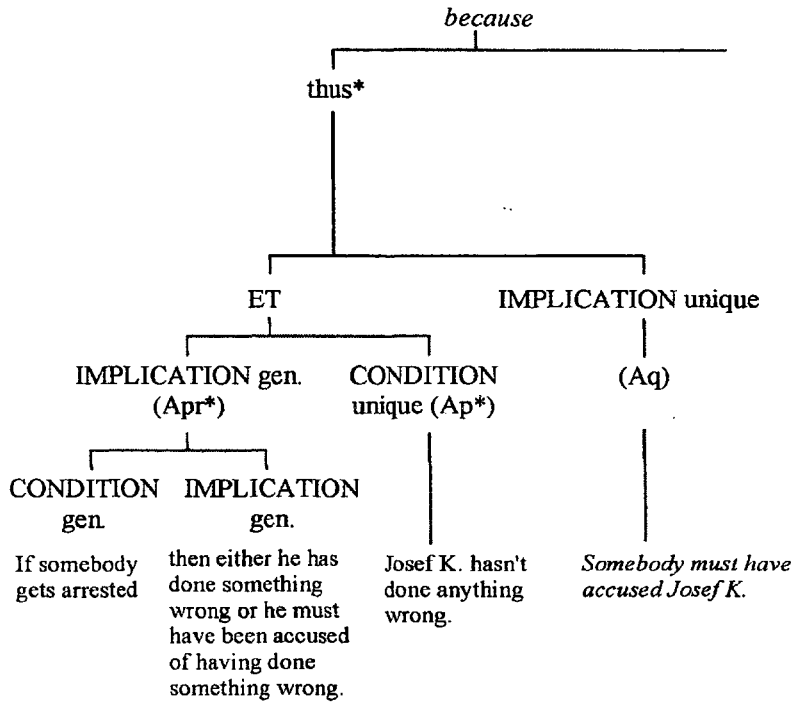 because
thus*
ET
IMPLICATION unique
IMPLICATION gen.
(Apr*)
CONDITION
unique (Ap*)
(Aq)
CONDITION
gen.
IMPLICATION
gen.
If somebody
gets arrested
then either he has
done something
wrong or he must
have been accused
of having done
something wrong.
Josef K. hasn't
done anything
wrong.
Somebody must have
accused Josef K.